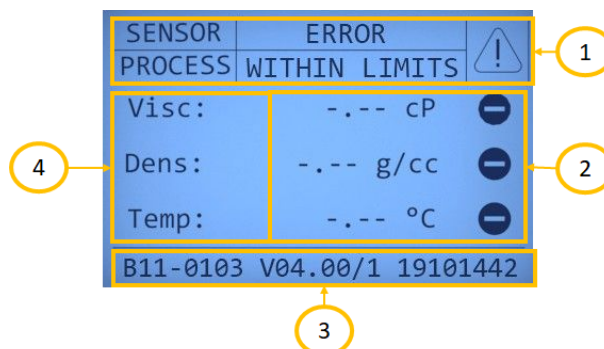 SENSOR ERROR
PROCESS WITHIN LIMITS
Visc: -.-- cP
Dens: -.-- g/cc
Temp: -.-- °C
B11-0103 V04.00/1 19101442
1
2
3
4